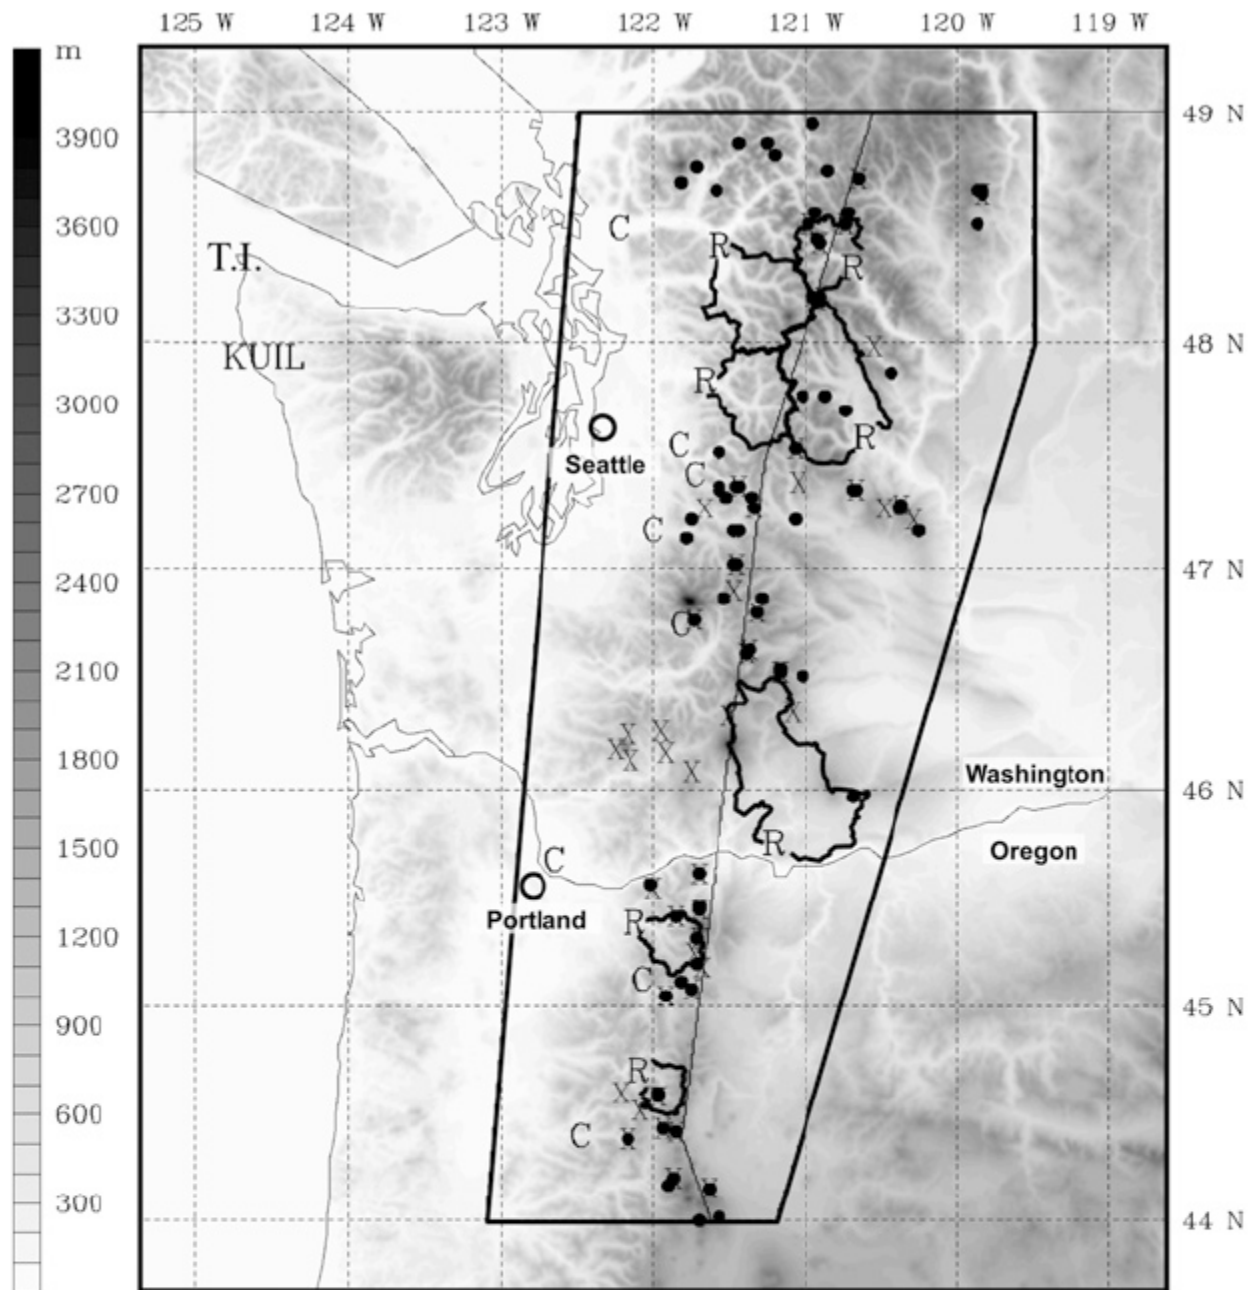 125 W 124 W 123 W 122 W 121 W 120 W 119 W
m
49 N
3900
3600
C
R
T.I.
R
3300
48 N
KUIL
X
R
3000
C
R
Seattle
X
C
X
2700
X
X
X
C
47 N
2400
X
C
2100
X
X
X
X
X
X
X
1800
X
Washington
46 N
R
Oregon
1500
C
X
X
Portland
R
X
1200
X
C
X
45 N
900
R
X
600
X
C
X
X
300
X
44 N